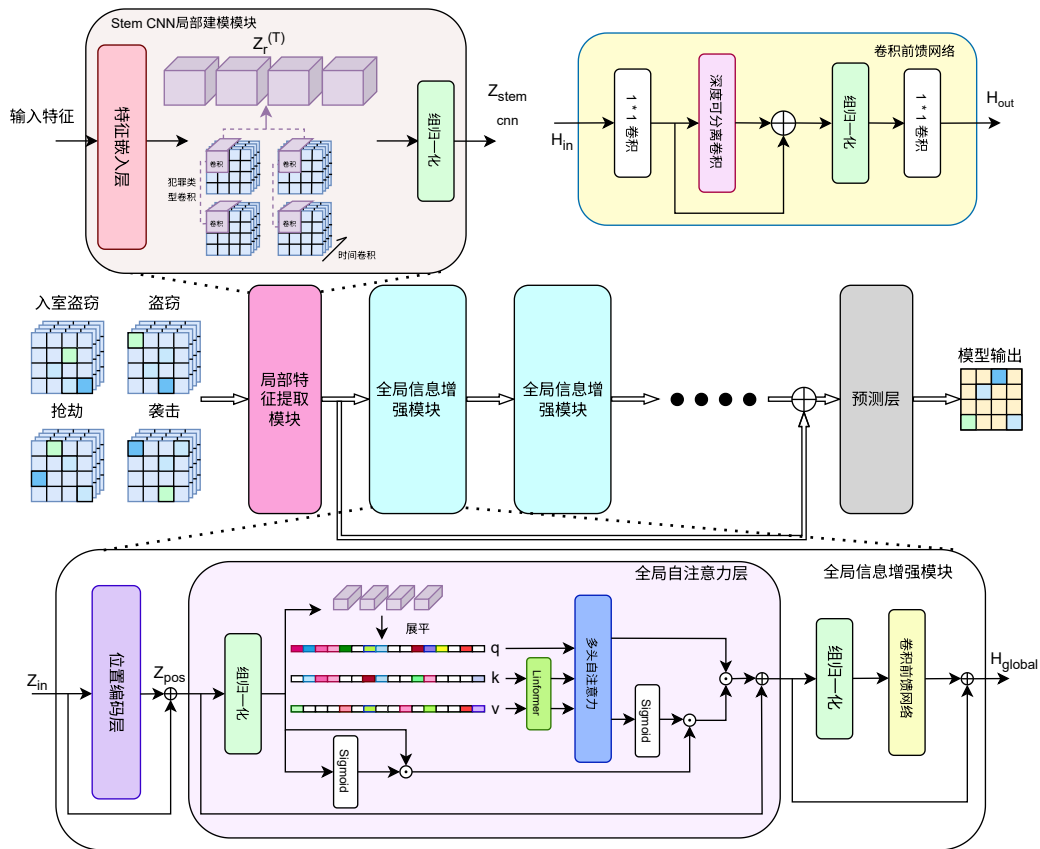 Stem CNN局部建模模块
Zr(T)
输入特征
特征嵌入层
卷积
卷积
卷积
卷积
犯罪类
型卷积
时间卷积
组归一化
Zstem
cnn
卷积前馈网络
Hin
1 * 1 卷积
深度可分离卷积
组归一化
1 * 1 卷积
Hout
入室盗窃
盗窃
抢劫
袭击
局部特
征提取
模块
全局信息增
强模块
全局信息增
强模块
预测层
模型输出
全局自注意力层
全局信息增强模块
Zin
位置编码层
Zpos
组归一化
展平
q
k
v
Linformer
多头自注意力
Sigmoid
Sigmoid
组归一化
卷积前馈网络
Hglobal